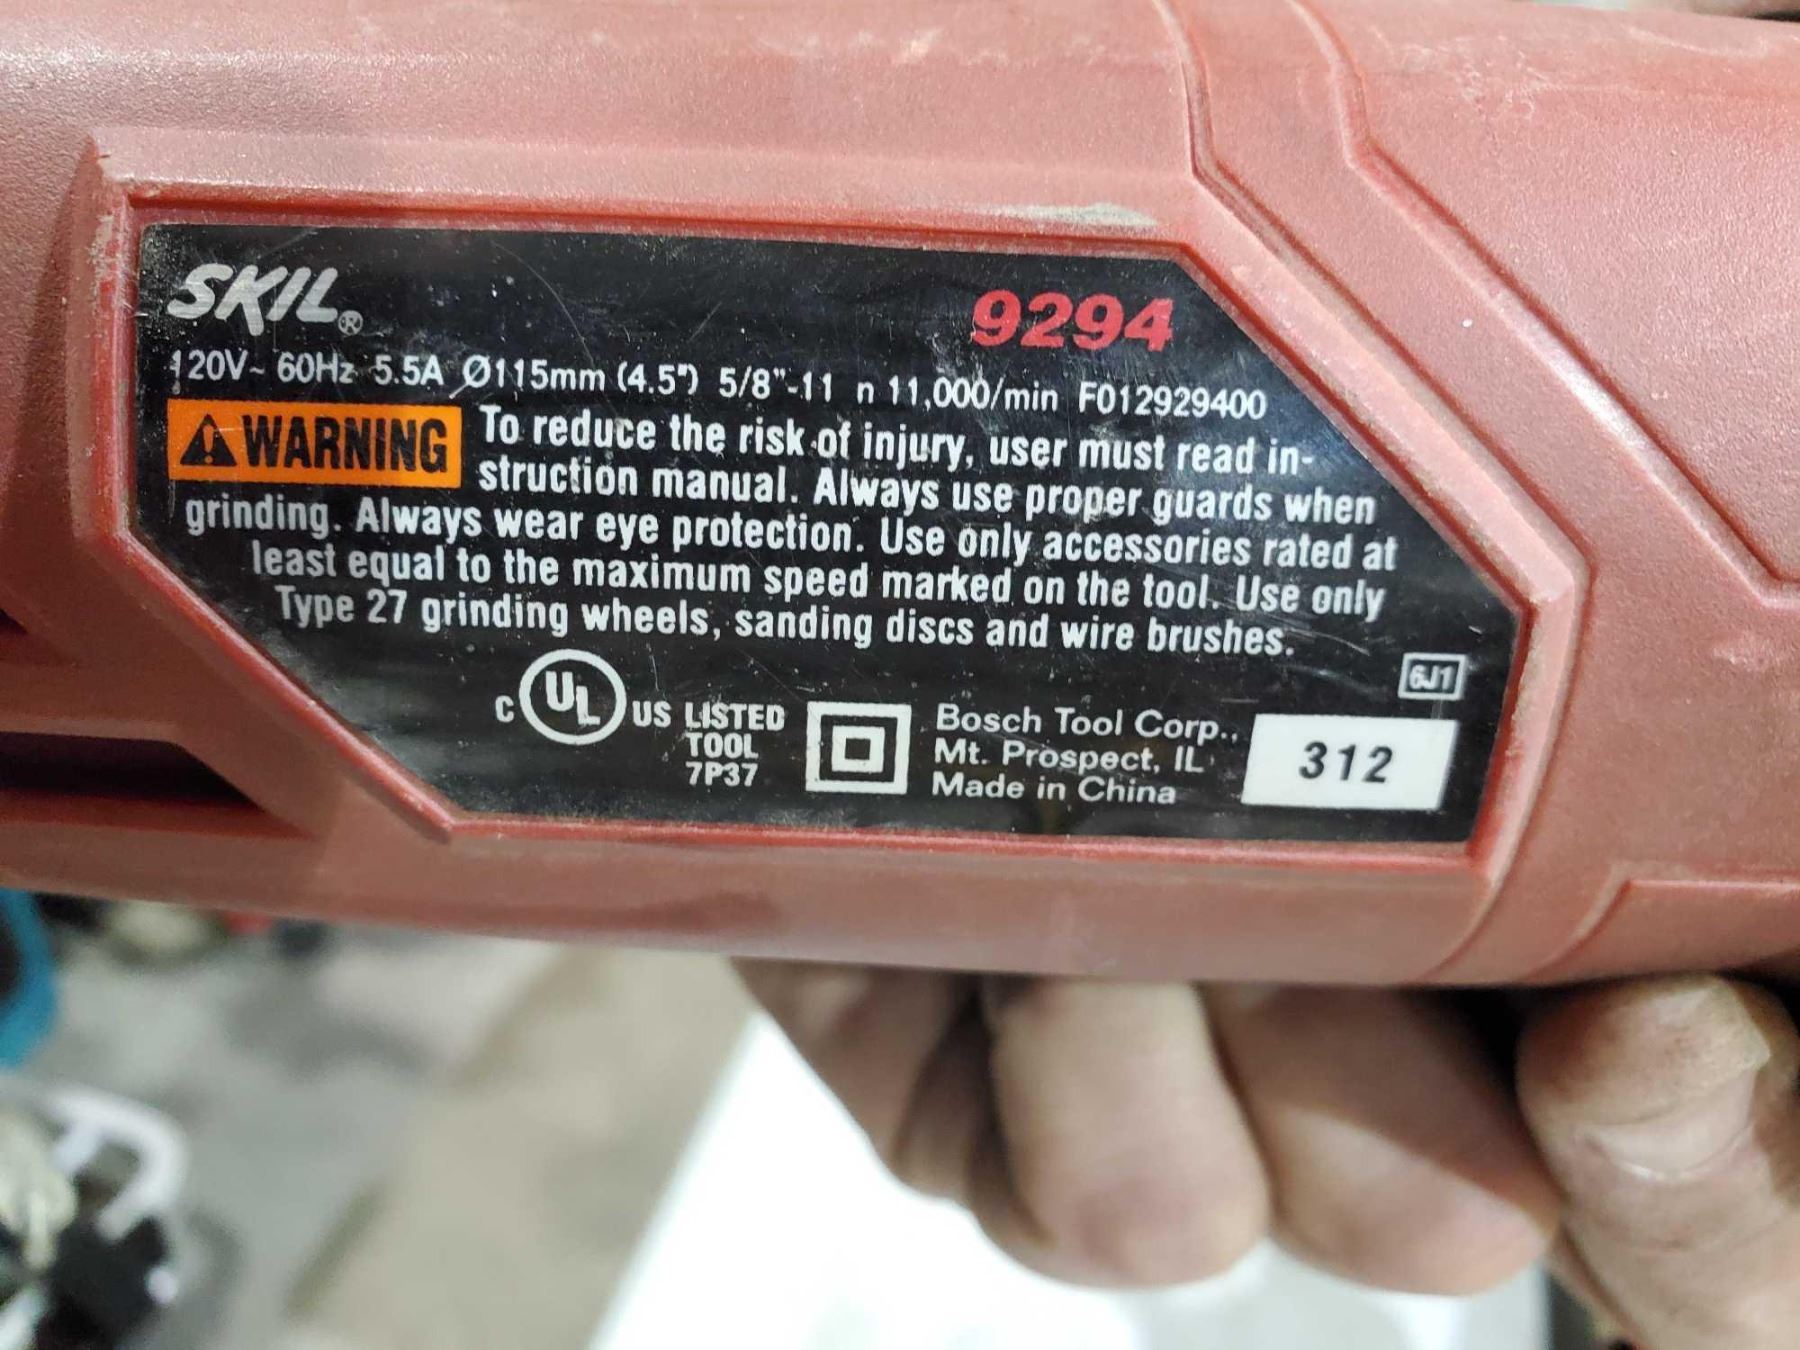 SKIL®
9294
120V~ 60Hz 5.5A Ø115mm (4.5") 5/8"-11 n 11,000/min F012929400
WARNING To reduce the risk of injury, user must read in-
struction manual. Always use proper guards when
grinding. Always wear eye protection. Use only accessories rated at
least equal to the maximum speed marked on the tool. Use only
Type 27 grinding wheels, sanding discs and wire brushes.
6J1
C UL US LISTED
TOOL
7P37
Bosch Tool Corp.,
Mt. Prospect, IL
Made in China
312